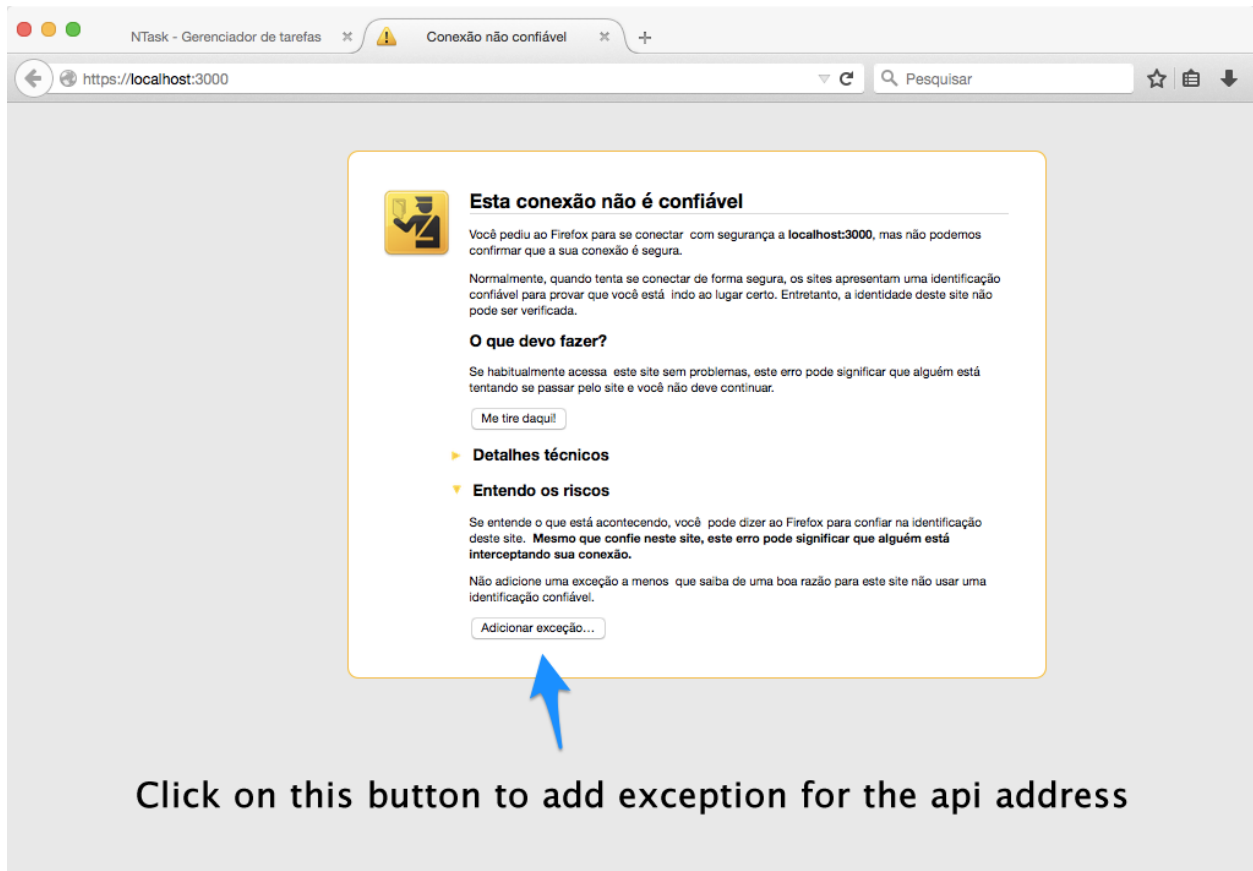 NTask - Gerenciador de tarefas
Conexão não confiável
https://localhost:3000
Pesquisar
Esta conexão não é confiável
Você pediu ao Firefox para se conectar com segurança a localhost:3000, mas não podemos
confirmar que a sua conexão é segura.
Normalmente, quando tenta se conectar de forma segura, os sites apresentam uma identificação
confiável para provar que você está indo ao lugar certo. Entretanto, a identidade deste site não
pode ser verificada.
O que devo fazer?
Se habitualmente acessa este site sem problemas, este erro pode significar que alguém está
tentando se passar pelo site e você não deve continuar.
Me tire daqui!
Detalhes técnicos
Entendo os riscos
Se entende o que está acontecendo, você pode dizer ao Firefox para confiar na identificação
deste site. Mesmo que confie neste site, este erro pode significar que alguém está
interceptando sua conexão.
Não adicione uma exceção a menos que saiba de uma boa razão para este site não usar uma
identificação confiável.
Adicionar exceção...
Click on this button to add exception for the api address